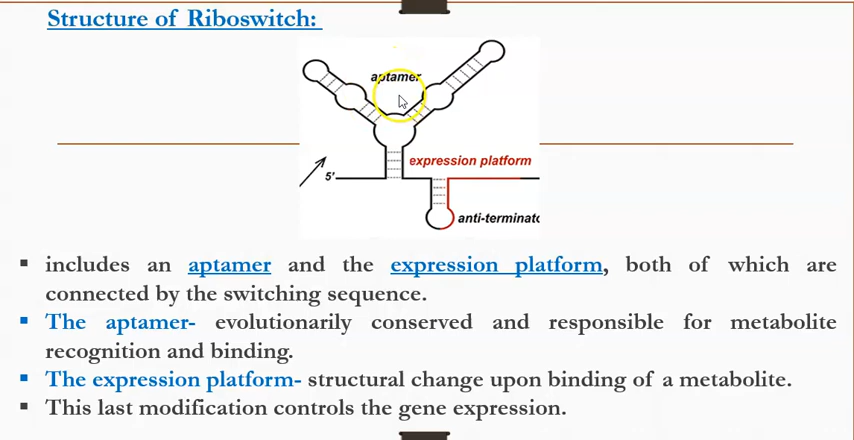 Structure of Riboswitch:
aptamer
expression platform
5'
anti-terminato
▪ includes an aptamer and the expression platform, both of which are
connected by the switching sequence.
▪ The aptamer- evolutionarily conserved and responsible for metabolite
recognition and binding.
▪ The expression platform- structural change upon binding of a metabolite.
▪ This last modification controls the gene expression.